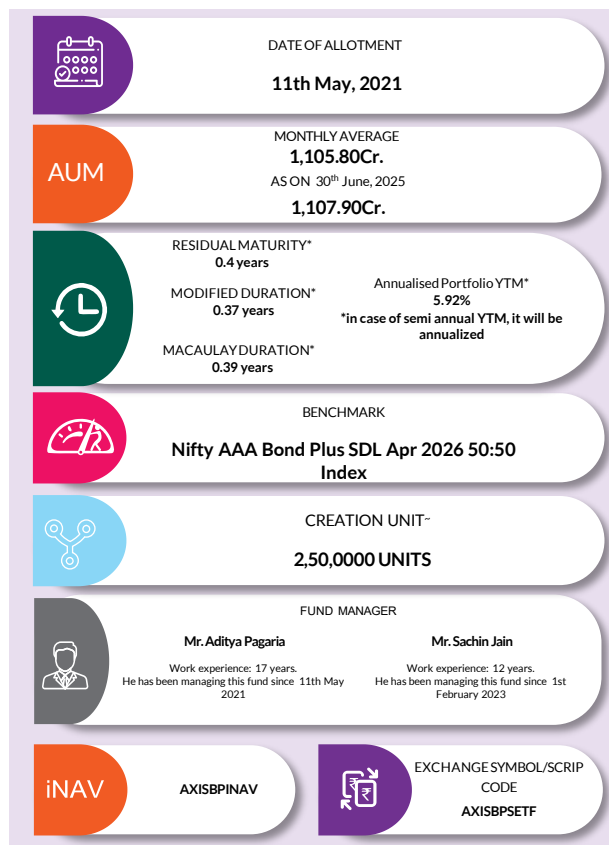 DATE OF ALLOTMENT
11th May, 2021
AUM
MONTHLY AVERAGE
1,105.80Cr.
AS ON 30th June, 2025
1,107.90Cr.
RESIDUAL MATURITY*
0.4 years
MODIFIED DURATION*
0.37 years
MACAULAY DURATION*
0.39 years
Annualised Portfolio YTM*
5.92%
*in case of semi annual YTM, it will be
annualized
BENCHMARK
Nifty AAA Bond Plus SDL Apr 2026 50:50
Index
CREATION UNIT~
2,50,0000 UNITS
FUND MANAGER
Mr. Aditya Pagaria
Work experience: 17 years.
He has been managing this fund since 11th May
2021
Mr. Sachin Jain
Work experience: 12 years.
He has been managing this fund since 1st
February 2023
iNAV
AXISBPINAV
₹
₹
EXCHANGE SYMBOL/SCRIP
CODE
AXISBPSETF